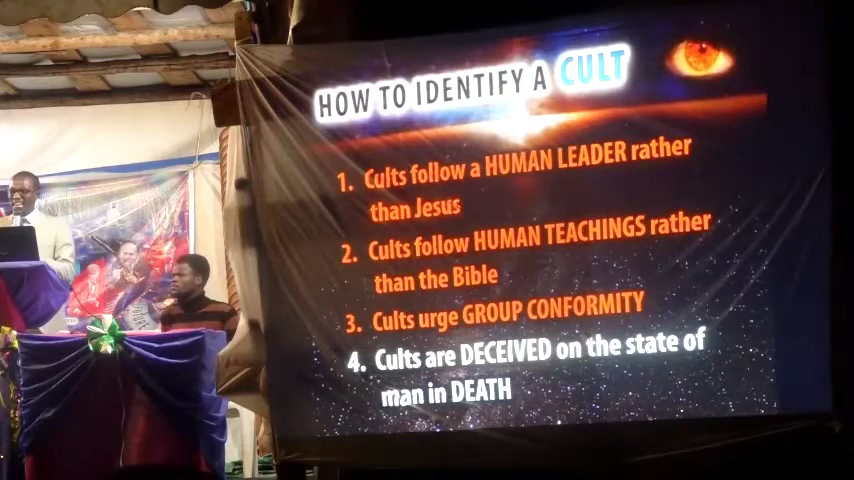 HOW TO IDENTIFY A CULT
1. Cults follow a HUMAN LEADER rather
than Jesus
2. Cults follow HUMAN TEACHINGS rather
than the Bible
3. Cults urge GROUP CONFORMITY
4. Cults are DECEIVED on the state of
man in DEATH